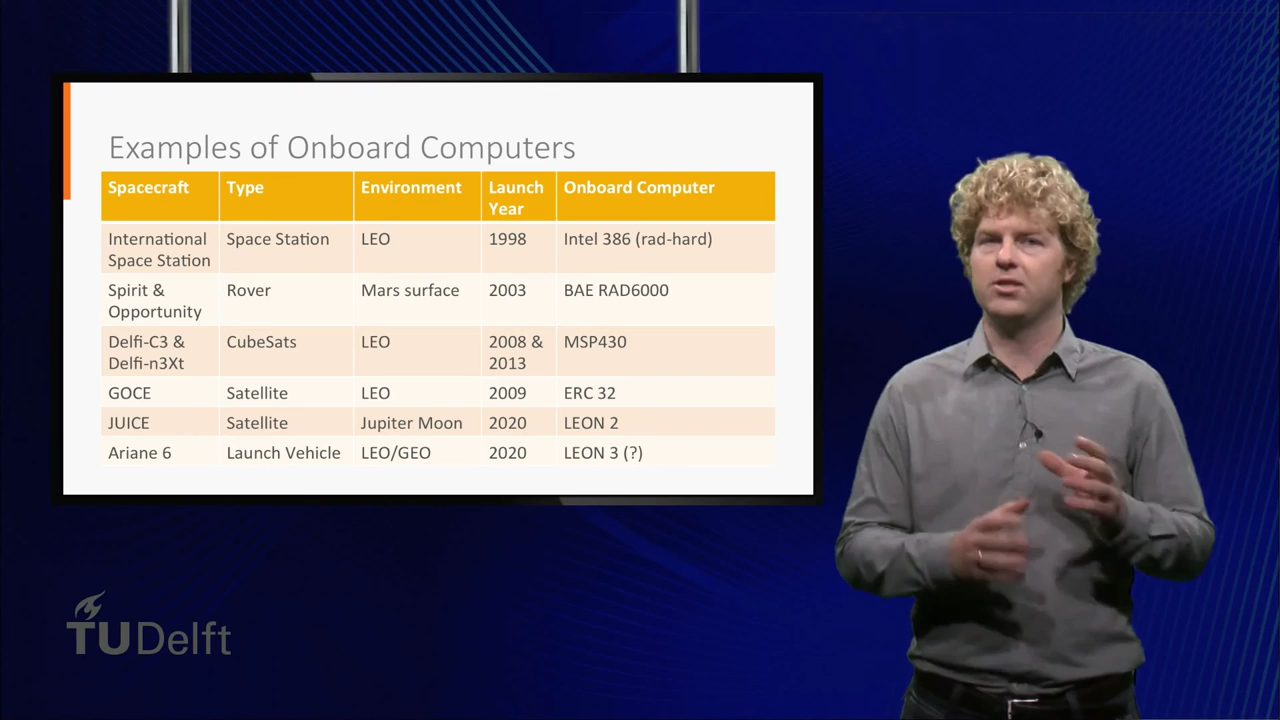 Examples of Onboard Computers
Spacecraft Type Environment Launch Year Onboard Computer
International Space Station Space Station LEO 1998 Intel 386 (rad-hard)
Spirit & Opportunity Rover Mars surface 2003 BAE RAD6000
Delfi-C3 & Delfi-n3Xt CubeSats LEO 2008 & 2013 MSP430
GOCE Satellite LEO 2009 ERC 32
JUICE Satellite Jupiter Moon 2020 LEON 2
Ariane 6 Launch Vehicle LEO/GEO 2020 LEON 3 (?)
TUDelft